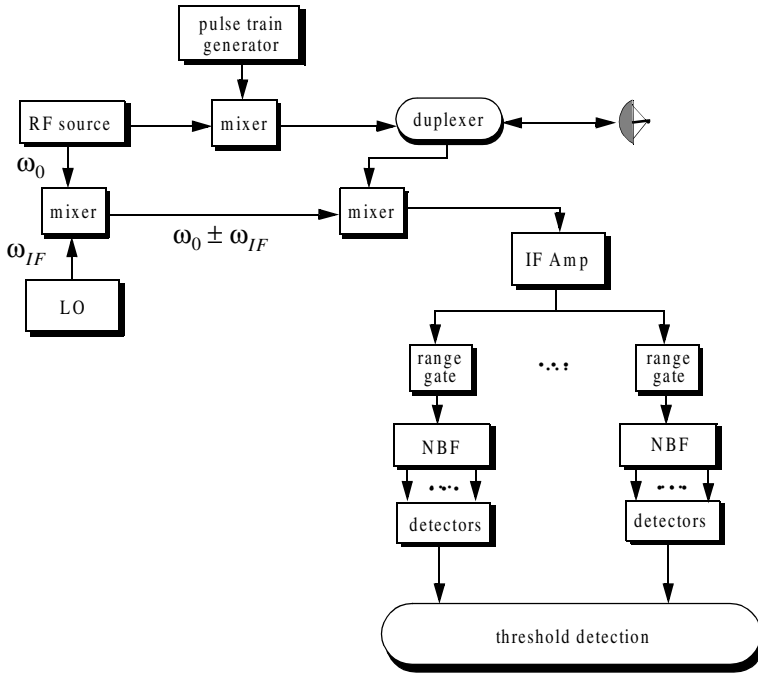 pulse train
generator
RF source
mixer
duplexer
ω0
mixer
mixer
ω0 ± ωIF
ωIF
LO
IF Amp
range
gate
range
gate
NBF
NBF
detectors
detectors
threshold detection